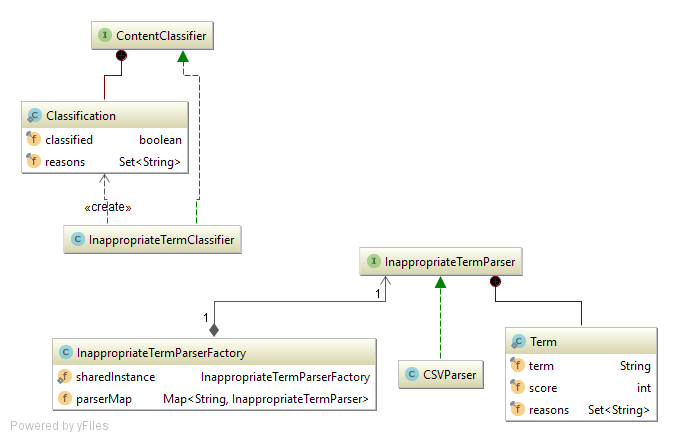 I ContentClassifier
C Classification
f classified boolean
f reasons Set<String>
«create»
C InappropriateTermClassifier
I InappropriateTermParser
1
1
C InappropriateTermParserFactory
f sharedInstance InappropriateTermParserFactory
f parserMap Map<String, InappropriateTermParser>
C CSVParser
C Term
f term String
f score int
f reasons Set<String>
Powered by yFiles